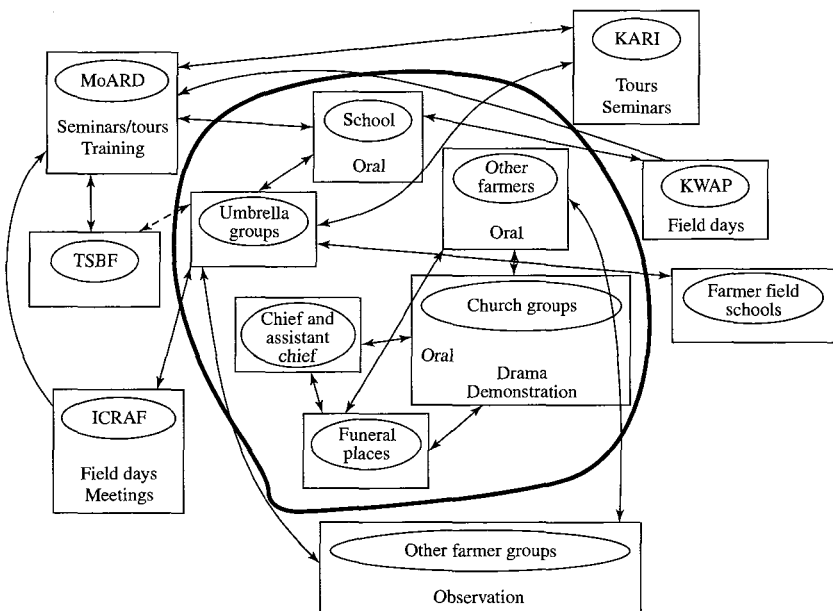 KARI
Tours
Seminars
MoARD
Seminars/tours
Training
School
Oral
Other
farmers
Oral
KWAP
Field days
Umbrella
groups
TSBF
Church groups
Oral
Drama
Demonstration
Farmer field
schools
Chief and
assistant
chief
ICRAF
Field days
Meetings
Funeral
places
Other farmer groups
Observation